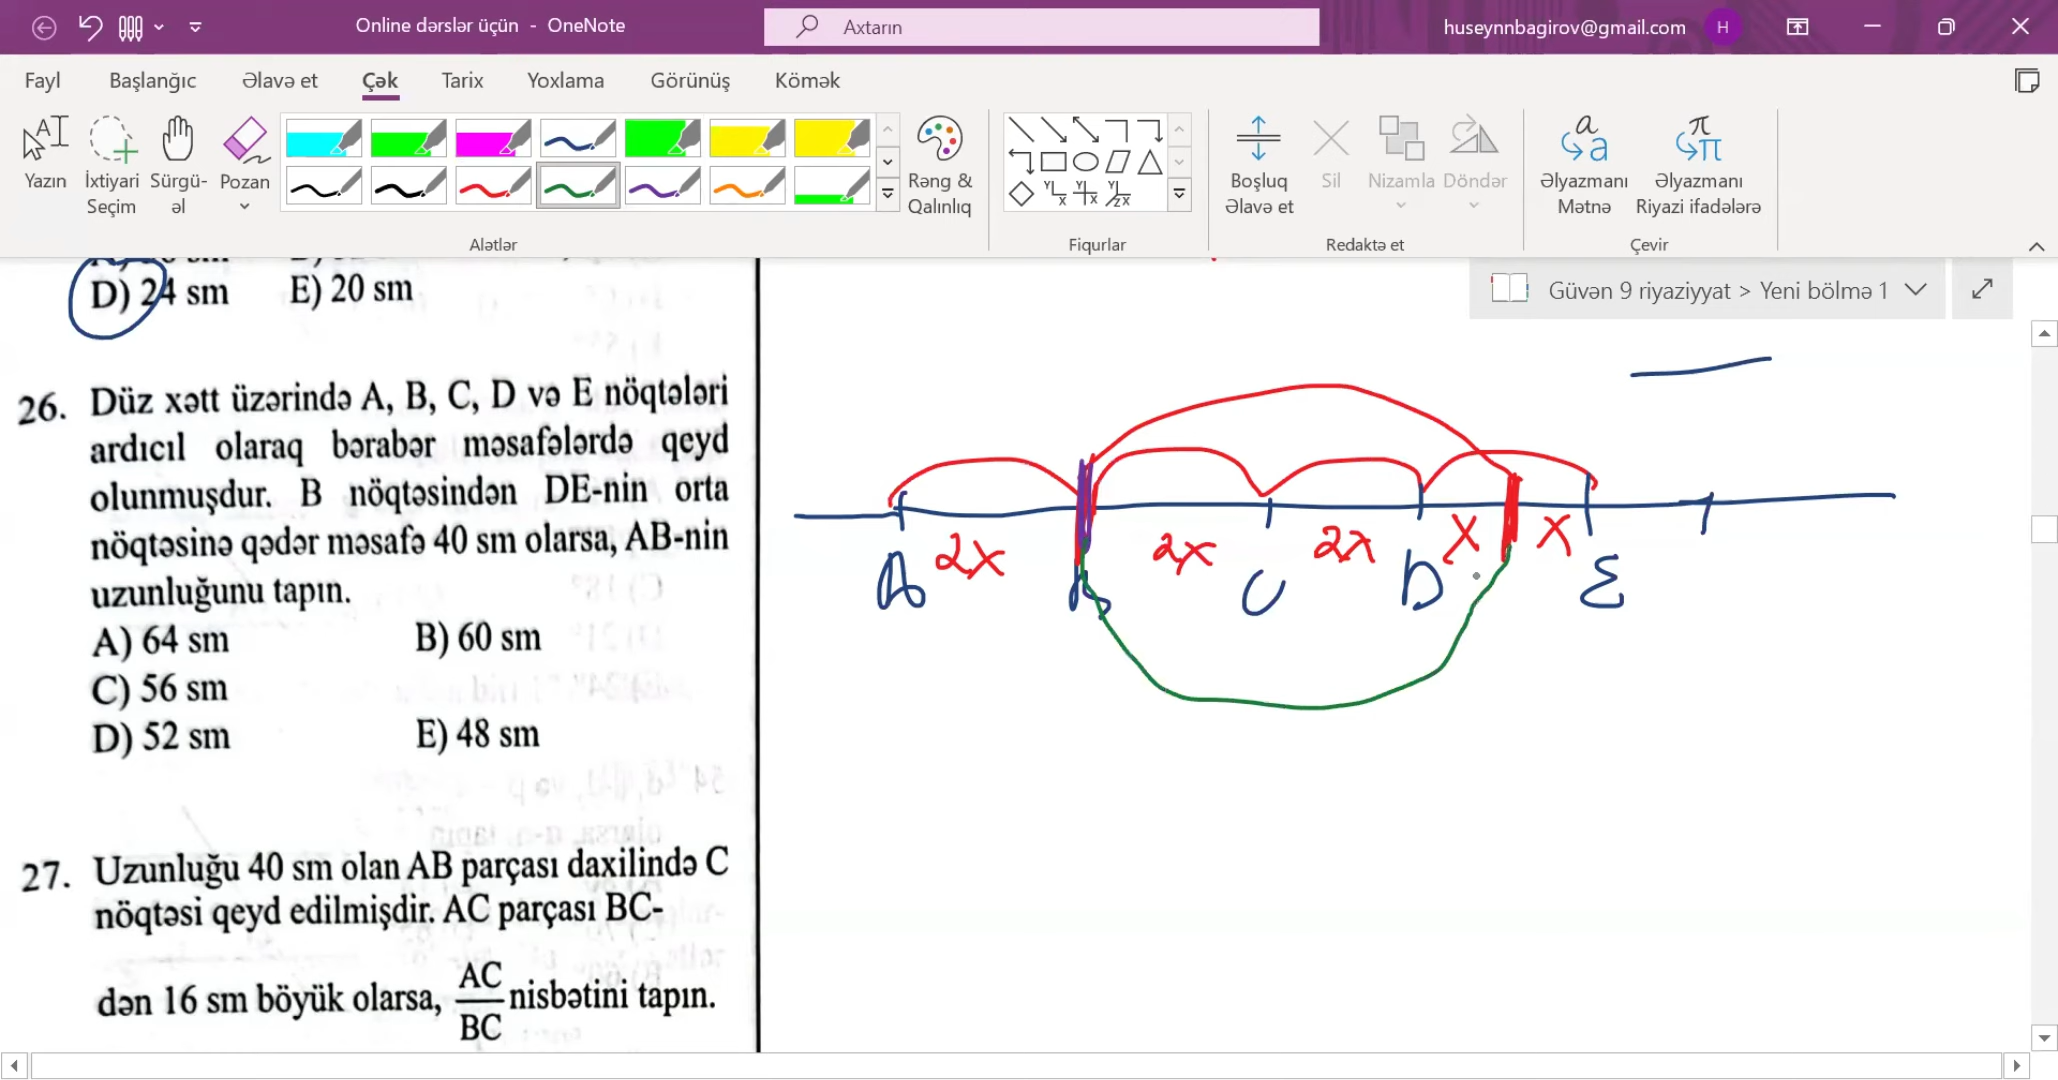 Online dərslər üçün - OneNote
Axtarın
huseynnbagirov@gmail.com
H
Fayl Başlanğıc Əlavə et Çək Tarix Yoxlama Görünüş Kömək
Yazın
İxtiyari Seçim
Sürgü-əl
Pozan
Alətlər
Rəng & Qalınlıq
Fiqurlar
Boşluq Əlavə et
Sil
Nizamla
Döndər
Redaktə et
Əlyazmanı Mətnə
Əlyazmanı Riyazi ifadələrə
Çevir
Güvən 9 riyaziyyat > Yeni bölmə 1
D) 24 sm E) 20 sm
26. Düz xətt üzərində A, B, C, D və E nöqtələri
ardıcıl olaraq bərabər məsafələrdə qeyd
olunmuşdur. B nöqtəsindən DE-nin orta
nöqtəsinə qədər məsafə 40 sm olarsa, AB-nin
uzunluğunu tapın.
A) 64 sm B) 60 sm
C) 56 sm
D) 52 sm E) 48 sm
27. Uzunluğu 40 sm olan AB parçası daxilində C
nöqtəsi qeyd edilmişdir. AC parçası BC-
dən 16 sm böyük olarsa, AC/BC nisbətini tapın.
2x 2x 2x x x
A B C D E